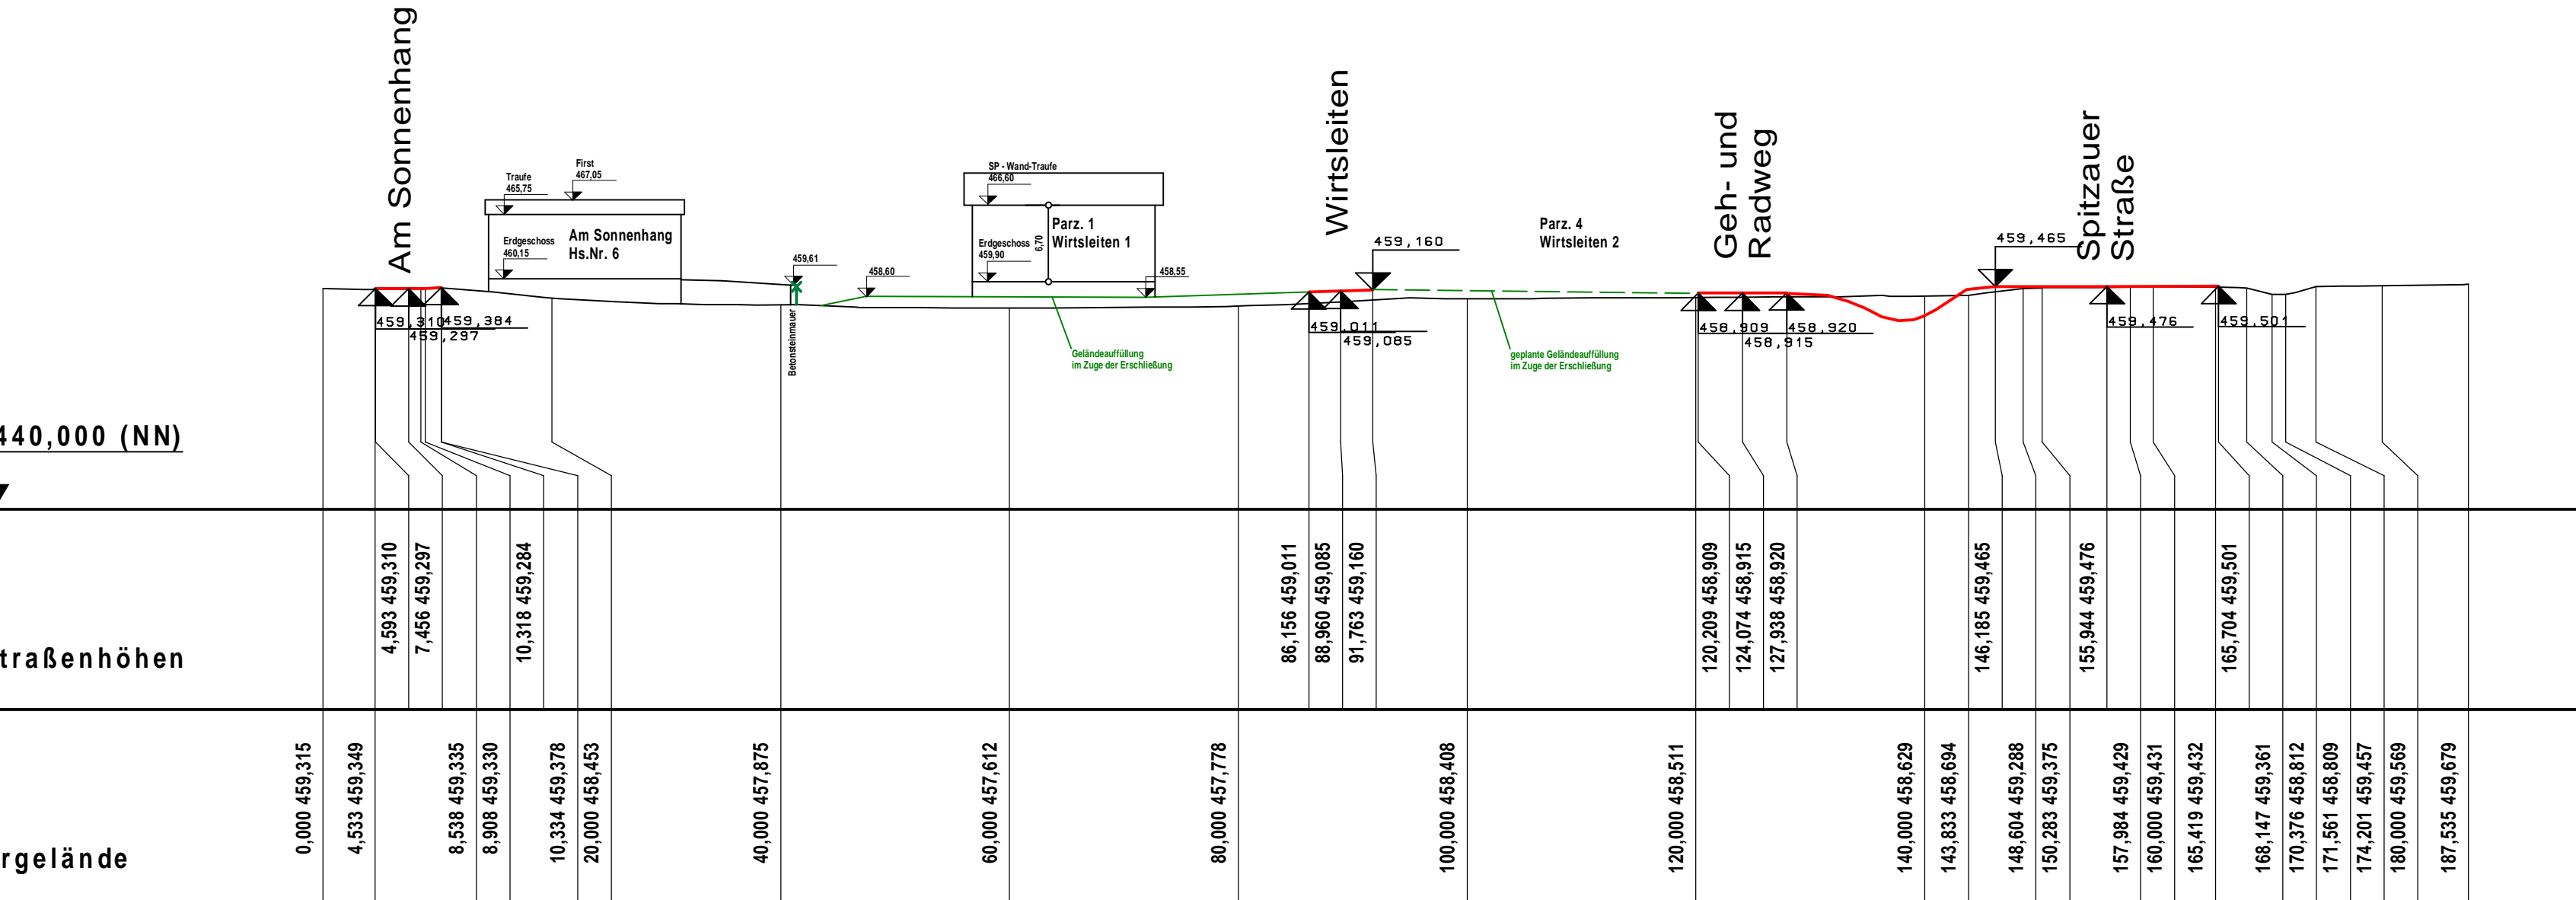 Am Sonnenhang
Traufe
465,75
First
467,05
Erdgeschoss
460,15
Am Sonnenhang
Hs.Nr. 6
459,61
Betonsteinmauer
458,60
SP - Wand-Traufe
466,60
Erdgeschoss
459,90
6,70
Parz. 1
Wirtsleiten 1
458,55
Wirtsleiten
459,160
Parz. 4
Wirtsleiten 2
Geh- und
Radweg
459,465
Spitzauer
Straße
459,310
459,384
459,297
Geländeauffüllung
im Zuge der Erschließung
459,011
459,085
geplante Geländeauffüllung
im Zuge der Erschließung
458,909
458,920
458,915
459,476
459,501
440,000 (NN)
traßenhöhen
4,593 459,310
7,456 459,297
10,318 459,284
86,156 459,011
88,960 459,085
91,763 459,160
120,209 458,909
124,074 458,915
127,938 458,920
146,185 459,465
155,944 459,476
165,704 459,501
rgelände
0,000 459,315
4,533 459,349
8,538 459,335
8,908 459,330
10,334 459,378
20,000 458,453
40,000 457,875
60,000 457,612
80,000 457,778
100,000 458,408
120,000 458,511
140,000 458,629
143,833 458,694
148,604 459,288
150,283 459,375
157,984 459,429
160,000 459,431
165,419 459,432
168,147 459,361
170,376 458,812
171,561 458,809
174,201 459,457
180,000 459,569
187,535 459,679